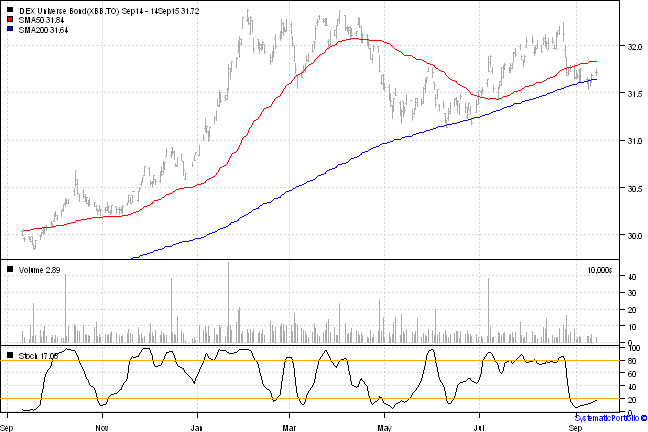 DEX Universe Bond(XBB.TO) Sep14 - 14Sep15 31.72
SMA50 31.84
SMA200 31.64
32.0
31.5
31.0
30.5
30.0
Volume 2.89
10,000s
40
30
20
10
0
Stoch 17.05
100
80
60
40
20
0
Sep Nov Jan Mar May Jul Sep
SystematicPortfolio ©